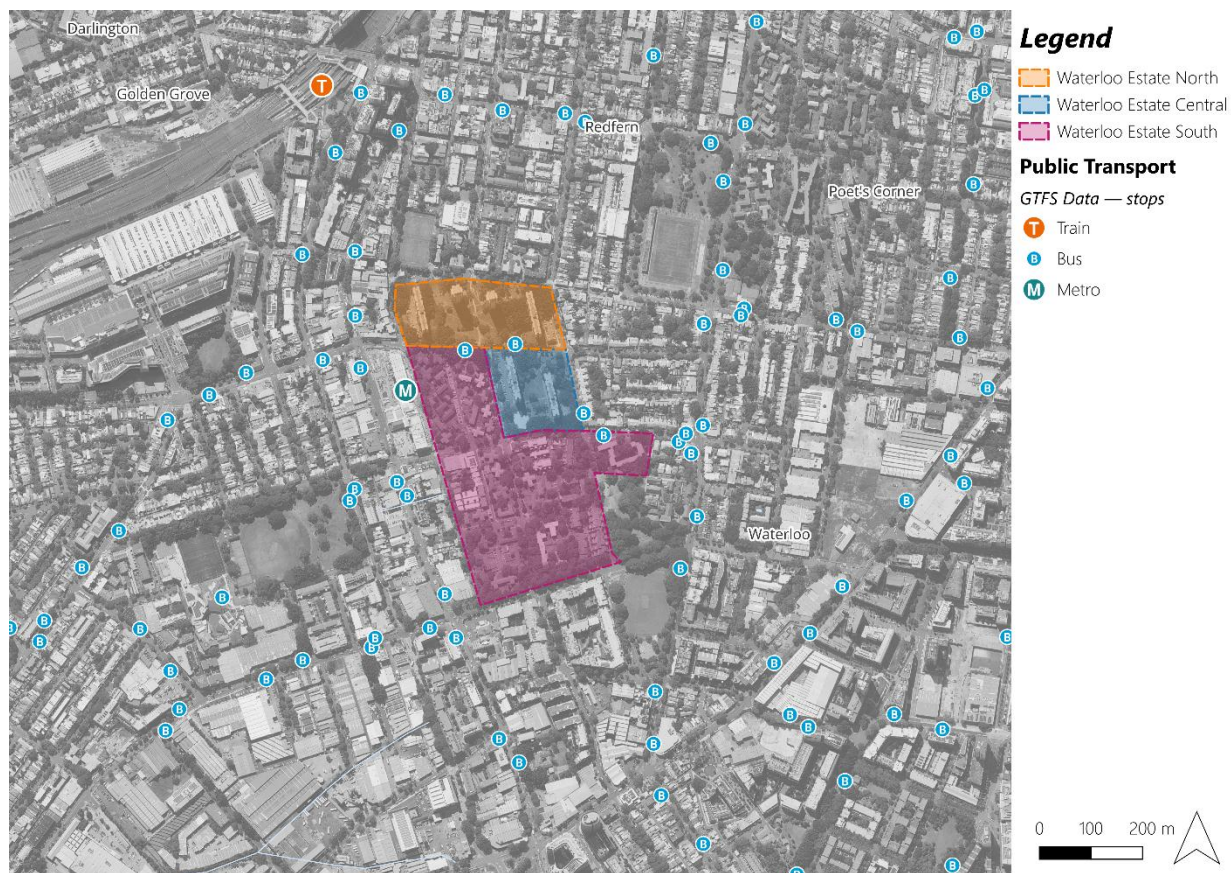 Darlington
Golden Grove
T
Redfern
Poet's Corner
M
Waterloo
Legend
Waterloo Estate North
Waterloo Estate Central
Waterloo Estate South
Public Transport
GTFS Data — stops
T Train
B Bus
M Metro
0 100 200 m